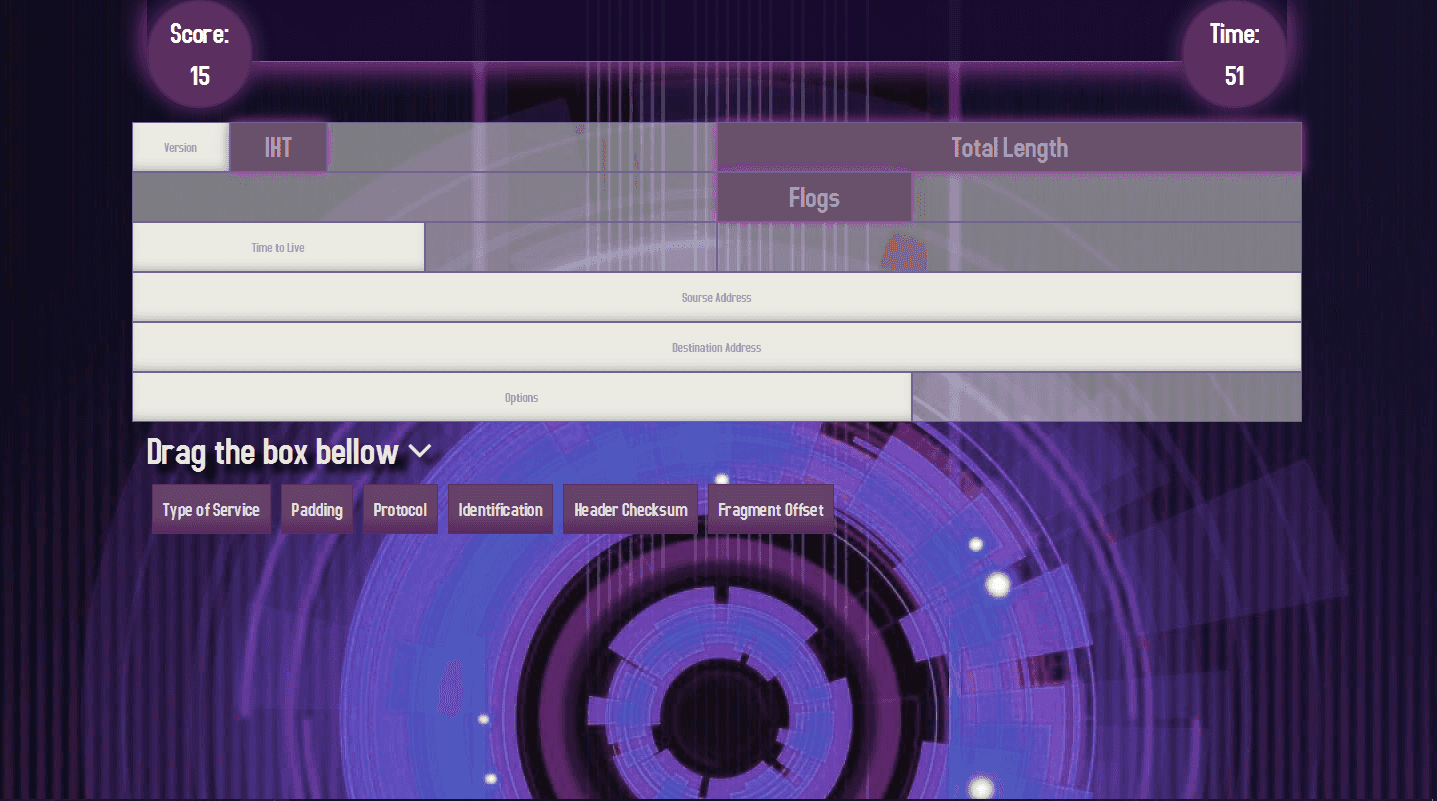 Score:
15
Time:
51
Version IHT Total Length
Flogs
Time to Live
Sourse Address
Destination Address
Options
Drag the box bellow
Type of Service Padding Protocol Identification Header Checksum Fragment Offset